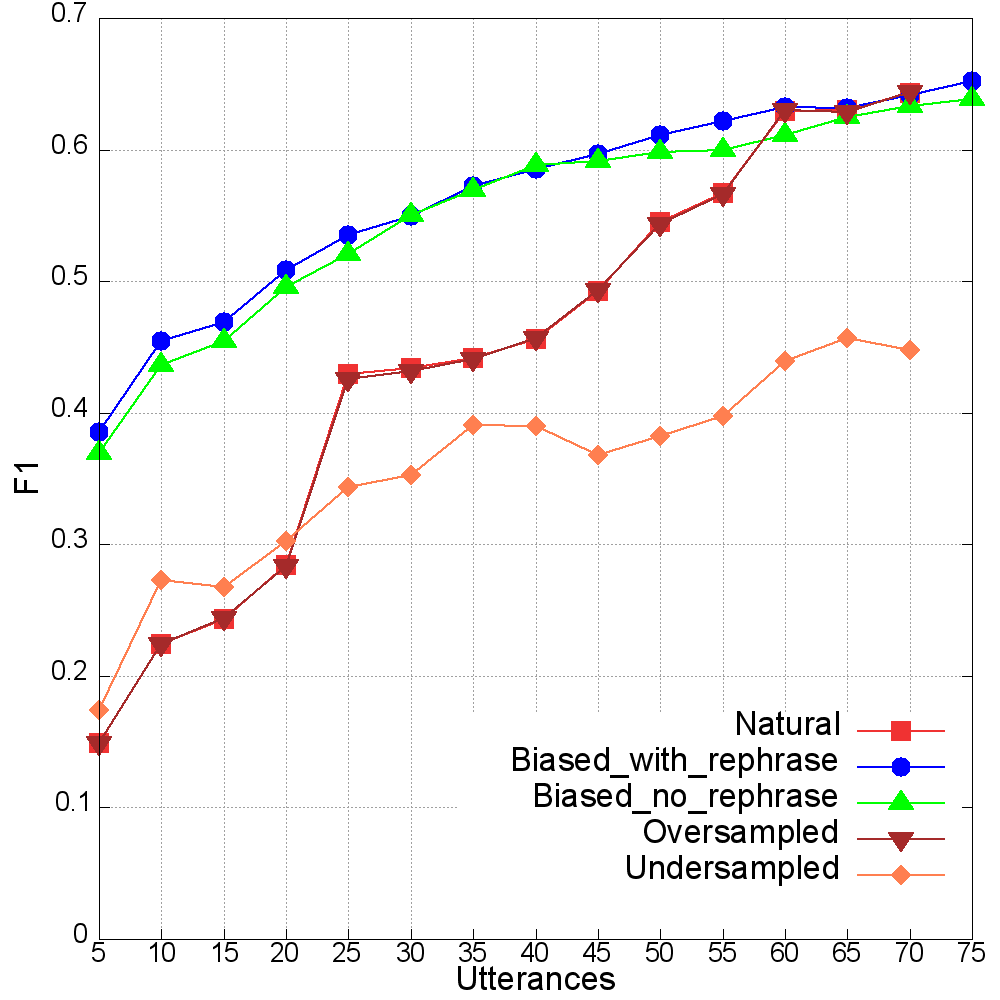 0.7
0.6
0.5
0.4
0.3
0.2
0.1
0
F1
Natural
Biased_with_rephrase
Biased_no_rephrase
Oversampled
Undersampled
5 10 15 20 25 30 35 40 45 50 55 60 65 70 75
Utterances